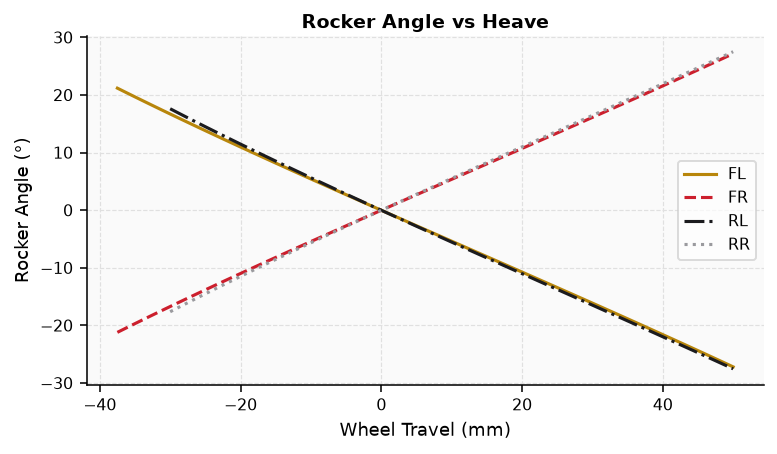 Rocker Angle vs Heave
Rocker Angle (°)
30
20
10
0
−10
−20
−30
−40
−20
0
20
40
Wheel Travel (mm)
FL
FR
RL
RR